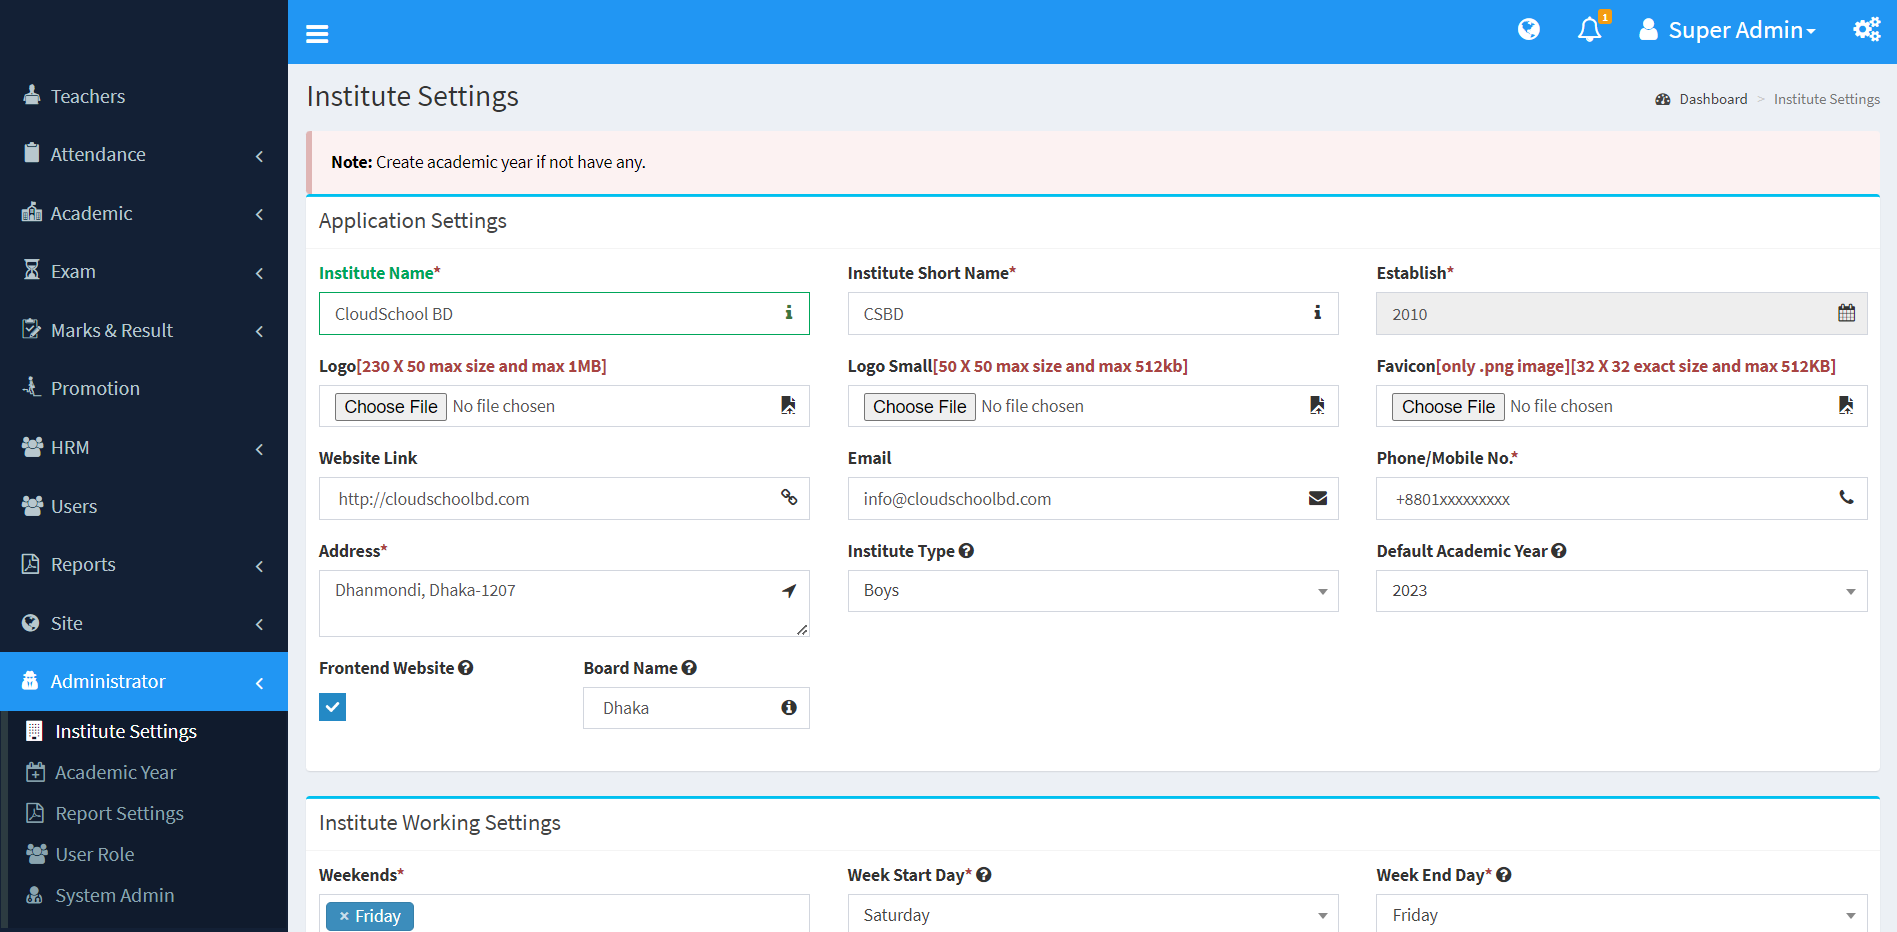 1
Super Admin
Teachers
Attendance
Academic
Exam
Marks & Result
Promotion
HRM
Users
Reports
Site
Administrator
Institute Settings
Academic Year
Report Settings
User Role
System Admin
Institute Settings
Dashboard > Institute Settings
Note: Create academic year if not have any.
Application Settings
Institute Name* Institute Short Name* Establish*
CloudSchool BD CSBD 2010
Logo[230 X 50 max size and max 1MB] Logo Small[50 X 50 max size and max 512kb] Favicon[only .png image][32 X 32 exact size and max 512KB]
Choose File No file chosen Choose File No file chosen Choose File No file chosen
Website Link Email Phone/Mobile No.*
http://cloudschoolbd.com info@cloudschoolbd.com +8801xxxxxxxxx
Address* Institute Type Default Academic Year
Dhanmondi, Dhaka-1207 Boys 2023
Frontend Website Board Name
Dhaka
Institute Working Settings
Weekends* Week Start Day* Week End Day*
× Friday Saturday Friday